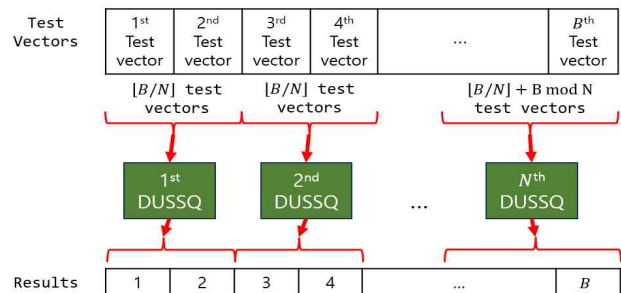 Test Vectors
1st Test vector
2nd Test vector
3rd Test vector
4th Test vector
...
Bth Test vector
⌊B/N⌋ test vectors
⌊B/N⌋ test vectors
⌊B/N⌋ + B mod N test vectors
1st DUSSQ
2nd DUSSQ
...
Nth DUSSQ
Results
1 2 3 4 ... B